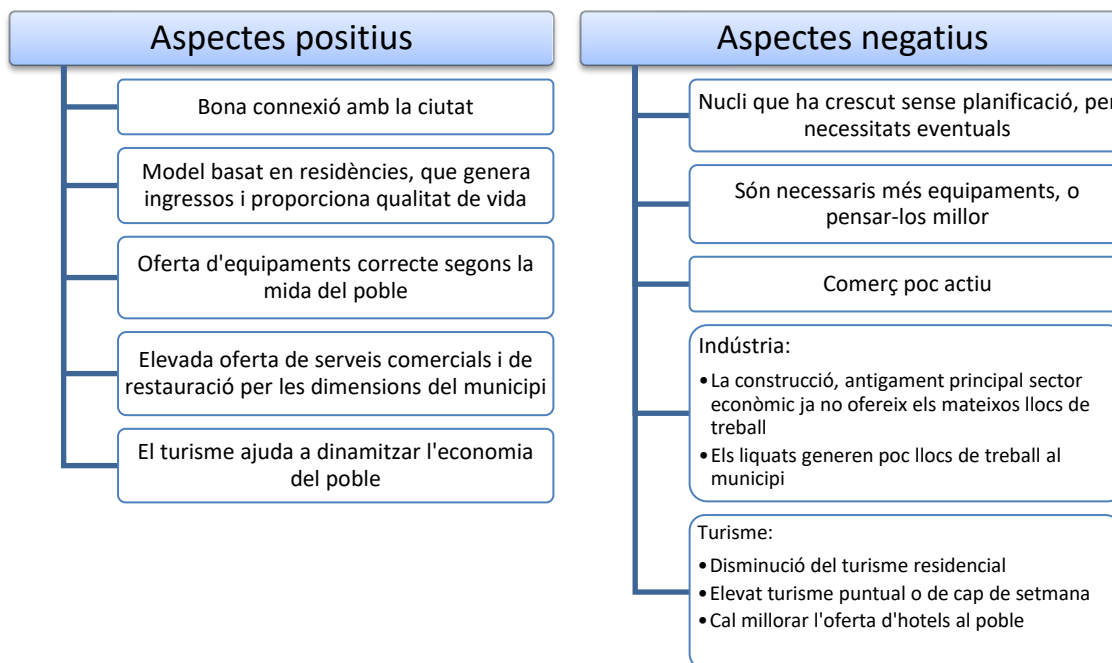 Aspectes positius
Bona connexió amb la ciutat
Model basat en residències, que genera
ingressos i proporciona qualitat de vida
Oferta d'equipaments correcte segons la
mida del poble
Elevada oferta de serveis comercials i de
restauració per les dimensions del municipi
El turisme ajuda a dinamitzar l'economia
del poble
Aspectes negatius
Nucli que ha crescut sense planificació, per
necessitats eventuals
Són necessaris més equipaments, o
pensar-los millor
Comerç poc actiu
Indústria:
• La construcció, antigament principal sector
econòmic ja no ofereix els mateixos llocs de
treball
• Els liquats generen poc llocs de treball al
municipi
Turisme:
• Disminució del turisme residencial
• Elevat turisme puntual o de cap de setmana
• Cal millorar l'oferta d'hotels al poble